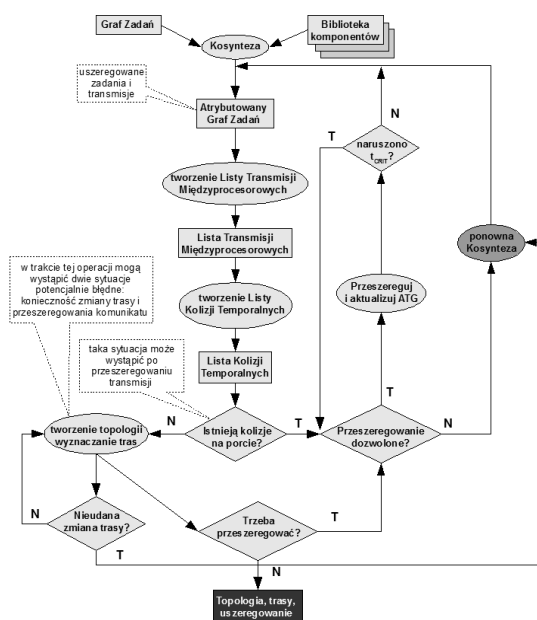 Graf Zadań
Biblioteka
komponentów
Kosynteza
uszeregowane
zadania i
transmisje
Atrybutowany
Graf Zadań
N
T
naruszono
tCRIT?
tworzenie Listy Transmisji
Międzyprocesorowych
ponowna
Kosynteza
Lista Transmisji
Międzyprocesorowych
w trakcie tej operacji mogą
wystąpić dwie sytuacje
potencjalnie błędne:
konieczność zmiany trasy i
przeszeregowania komunikatu
Przeszereguj
i aktualizuj ATG
tworzenie Listy
Kolizji Temporalnych
taka sytuacja może
wystąpić po
przeszeregowaniu
transmisji
Lista Kolizji
Temporalnych
T
tworzenie topologii
wyznaczanie tras
N
Istnieją kolizje
na porcie?
T
Przeszeregowanie
dozwolone?
N
N
Nieudana
zmiana trasy?
T
Trzeba
przeszeregować?
T
N
Topologia, trasy,
uszeregowanie